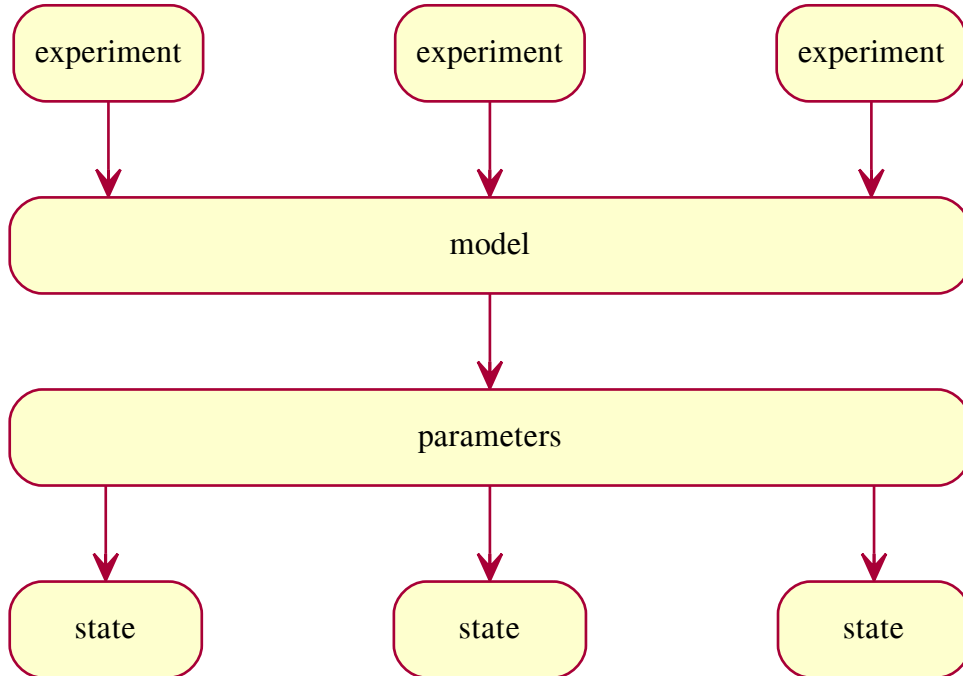 experiment experiment experiment
model
parameters
state state state